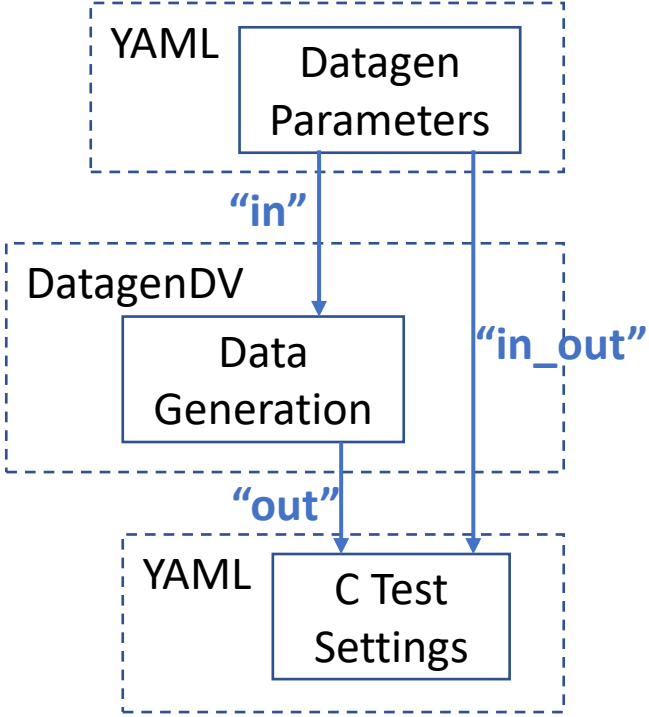 YAML
Datagen
Parameters
“in”
DatagenDV
Data
Generation
“in_out”
“out”
YAML
C Test
Settings